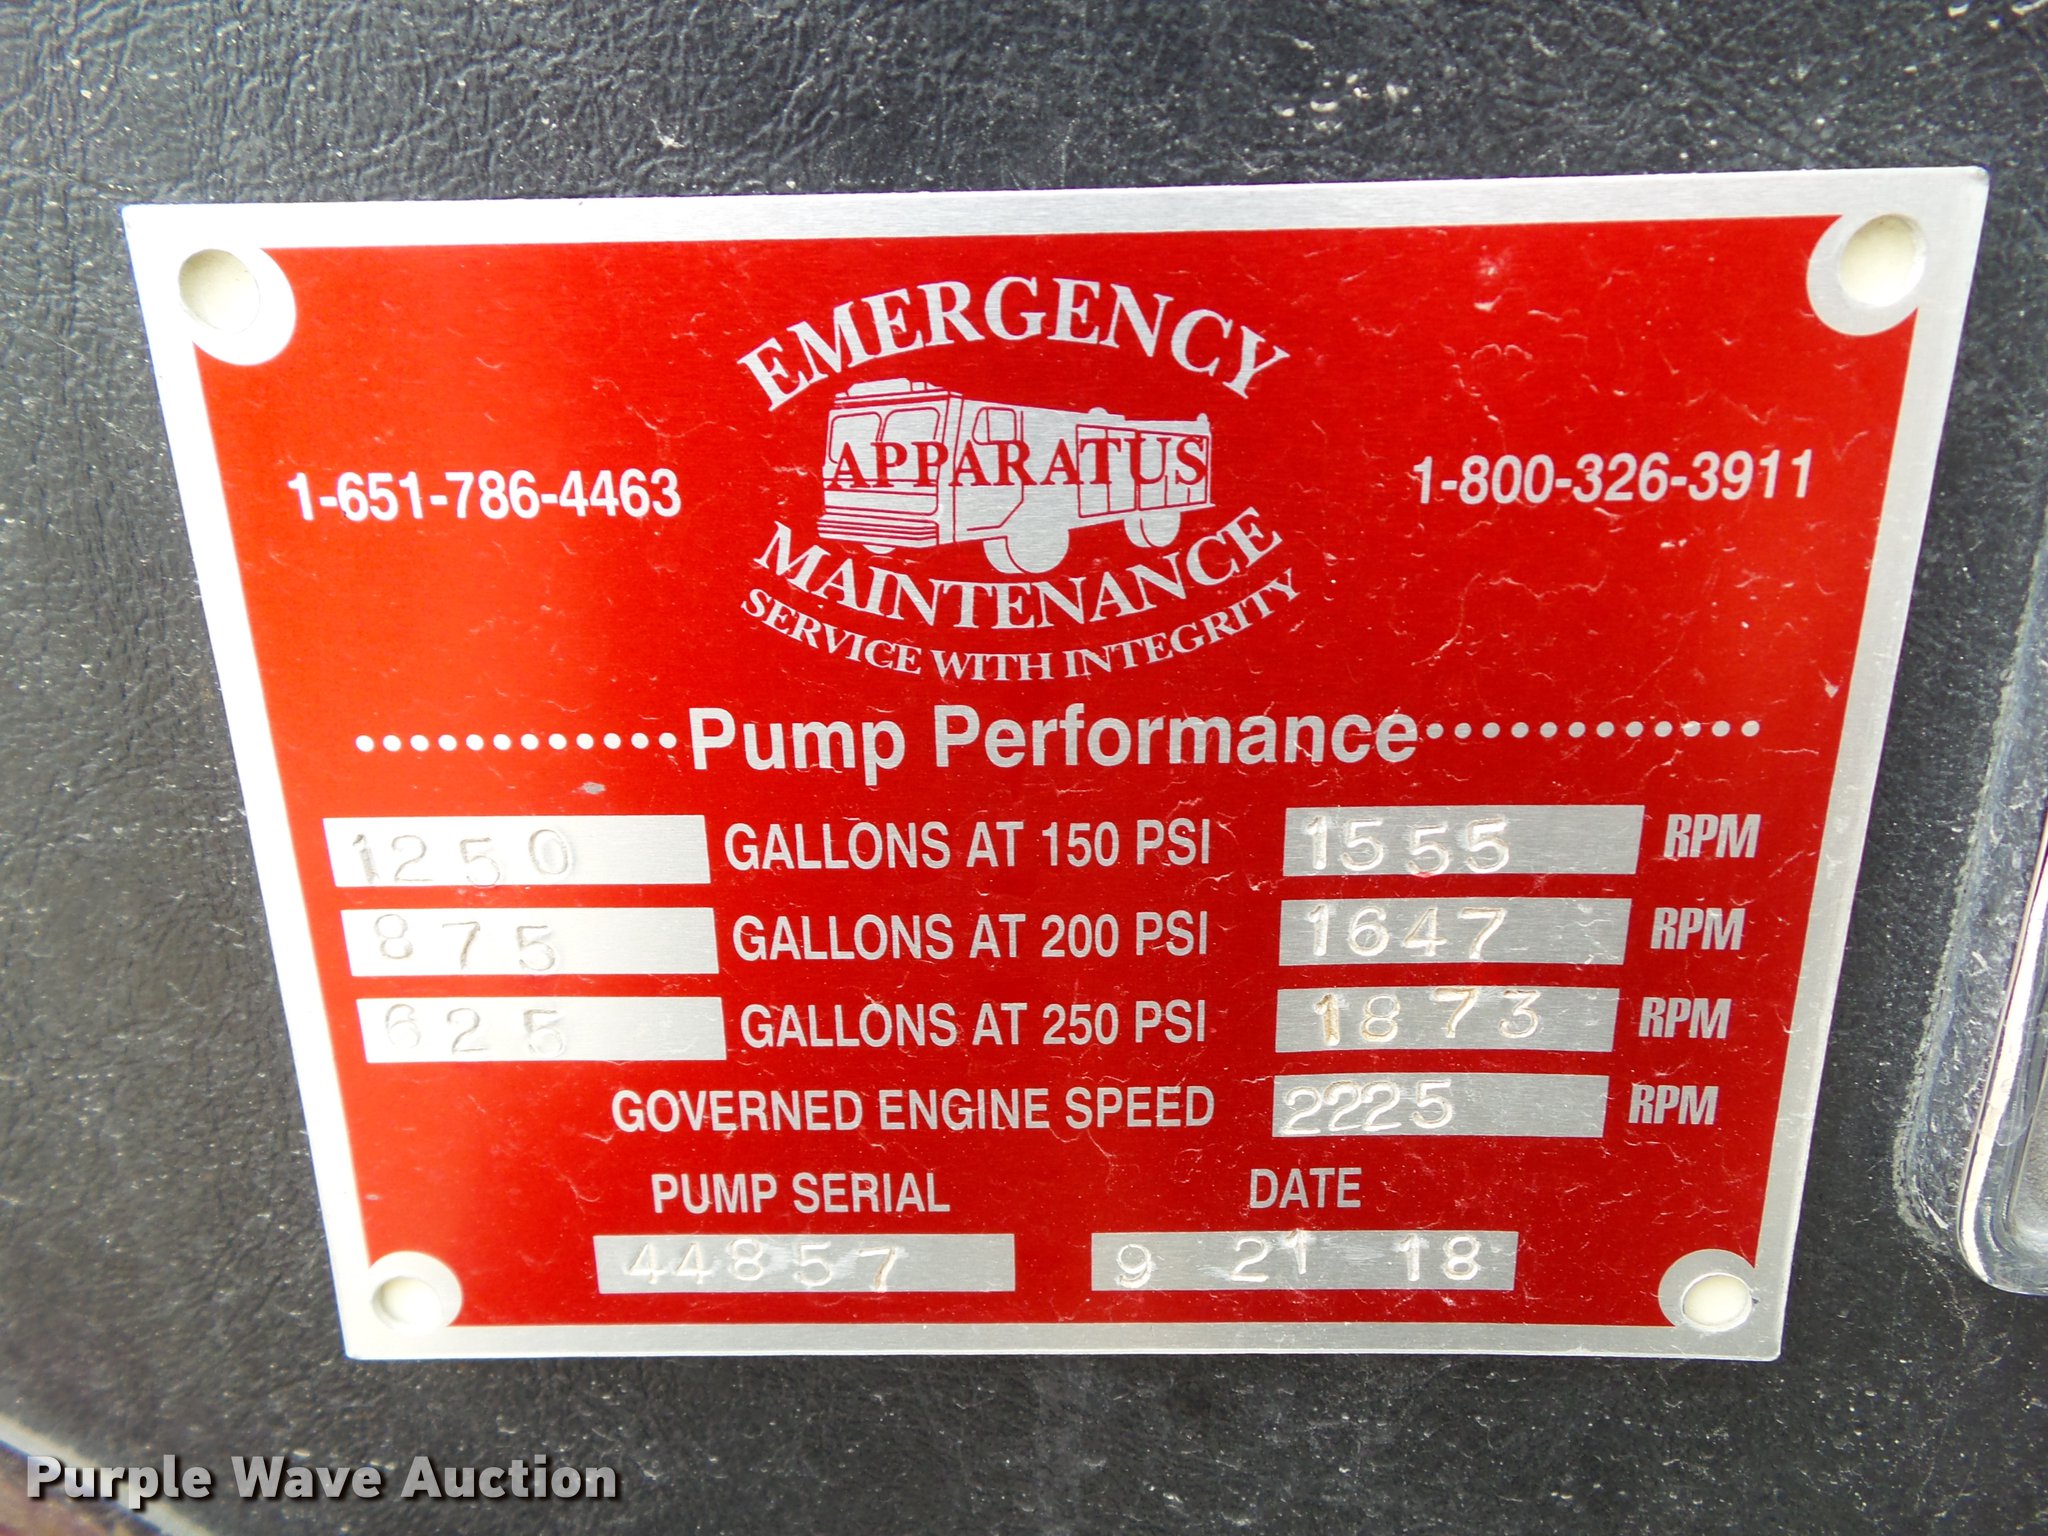 EMERGENCY
APPARATUS
MAINTENANCE
SERVICE WITH INTEGRITY
1-651-786-4463
1-800-326-3911
Pump Performance
1250 GALLONS AT 150 PSI 1555 RPM
875 GALLONS AT 200 PSI 1647 RPM
625 GALLONS AT 250 PSI 1873 RPM
GOVERNED ENGINE SPEED 2225 RPM
PUMP SERIAL DATE
44857 9 21 18
Purple Wave Auction